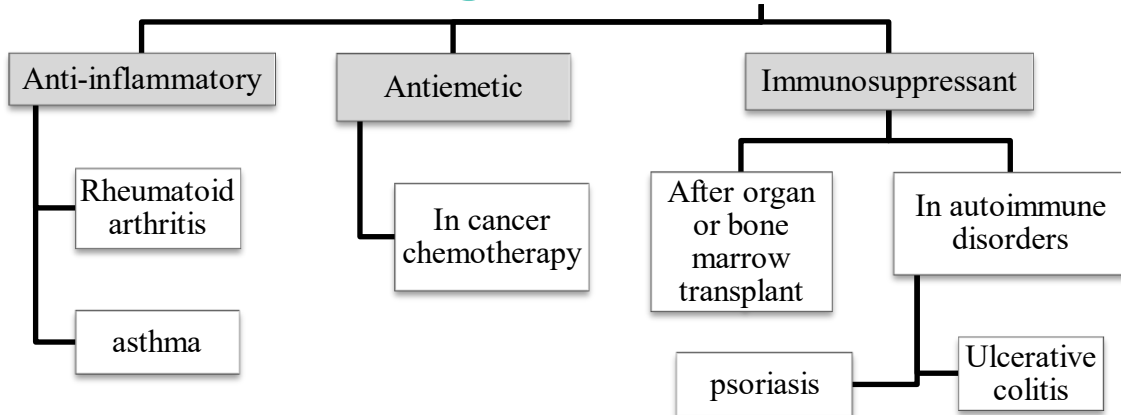 Anti-inflammatory
Antiemetic
Immunosuppressant
Rheumatoid
arthritis
asthma
In cancer
chemotherapy
After organ
or bone
marrow
transplant
In autoimmune
disorders
psoriasis
Ulcerative
colitis